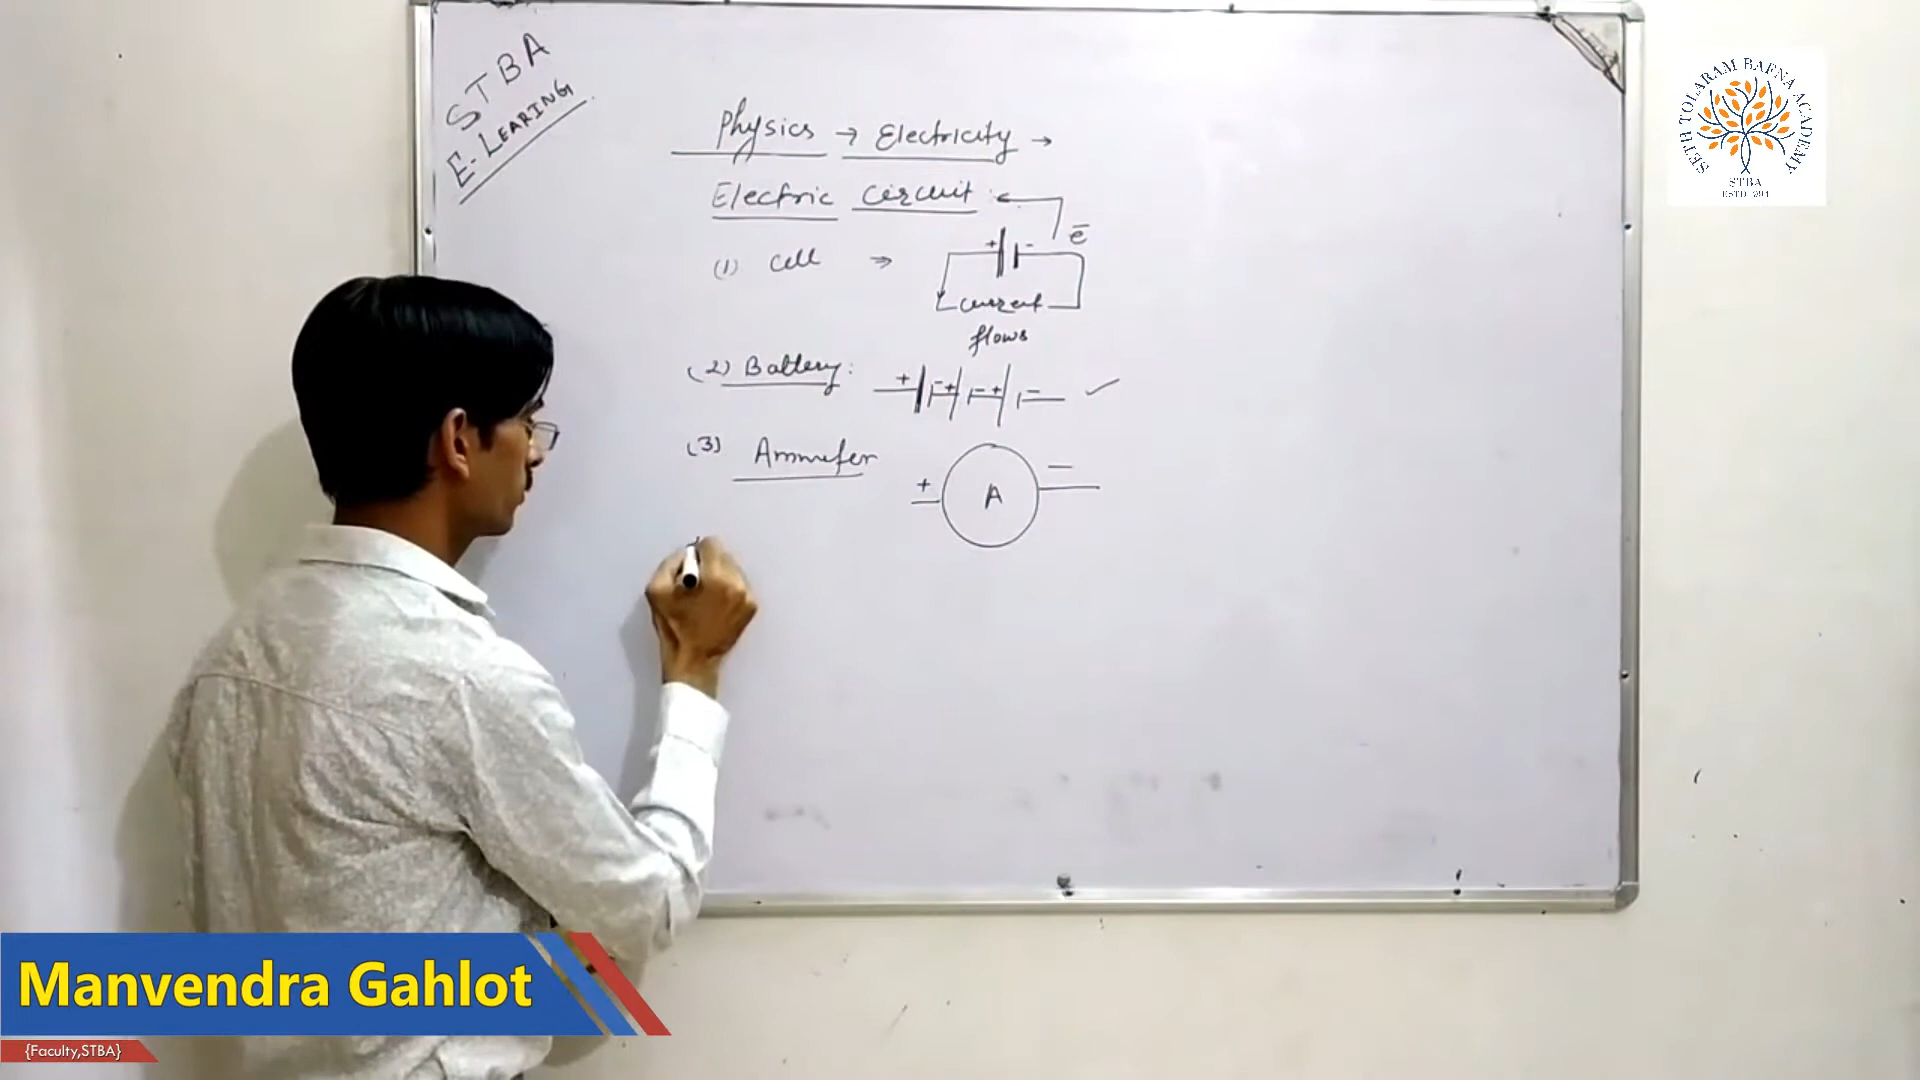 STBA
E-LEARING
Physics → Electricity →
Electric circuit
(1) Cell ⇒
+ - e̅
current
flows
(2) Battery:
+ - + - + -
(3) Ammeter
+ A -
SETH TOLARAM BAFNA ACADEMY
STBA
Manvendra Gahlot
{Faculty,STBA}